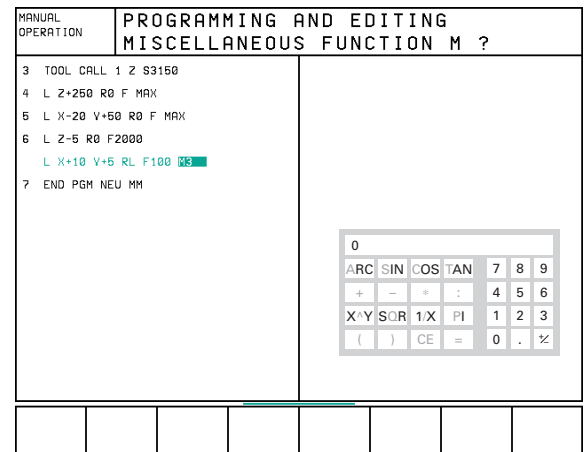 MANUAL
OPERATION
PROGRAMMING AND EDITING
MISCELLANEOUS FUNCTION M ?
3 TOOL CALL 1 Z S3150
4 L Z+250 R0 F MAX
5 L X-20 Y+50 R0 F MAX
6 L Z-5 R0 F2000
L X+10 Y+5 RL F100 M3
7 END PGM NEU MM
0
ARC SIN COS TAN 7 8 9
+ - * : 4 5 6
X^Y SQR 1/X PI 1 2 3
( ) CE = 0 . +/-